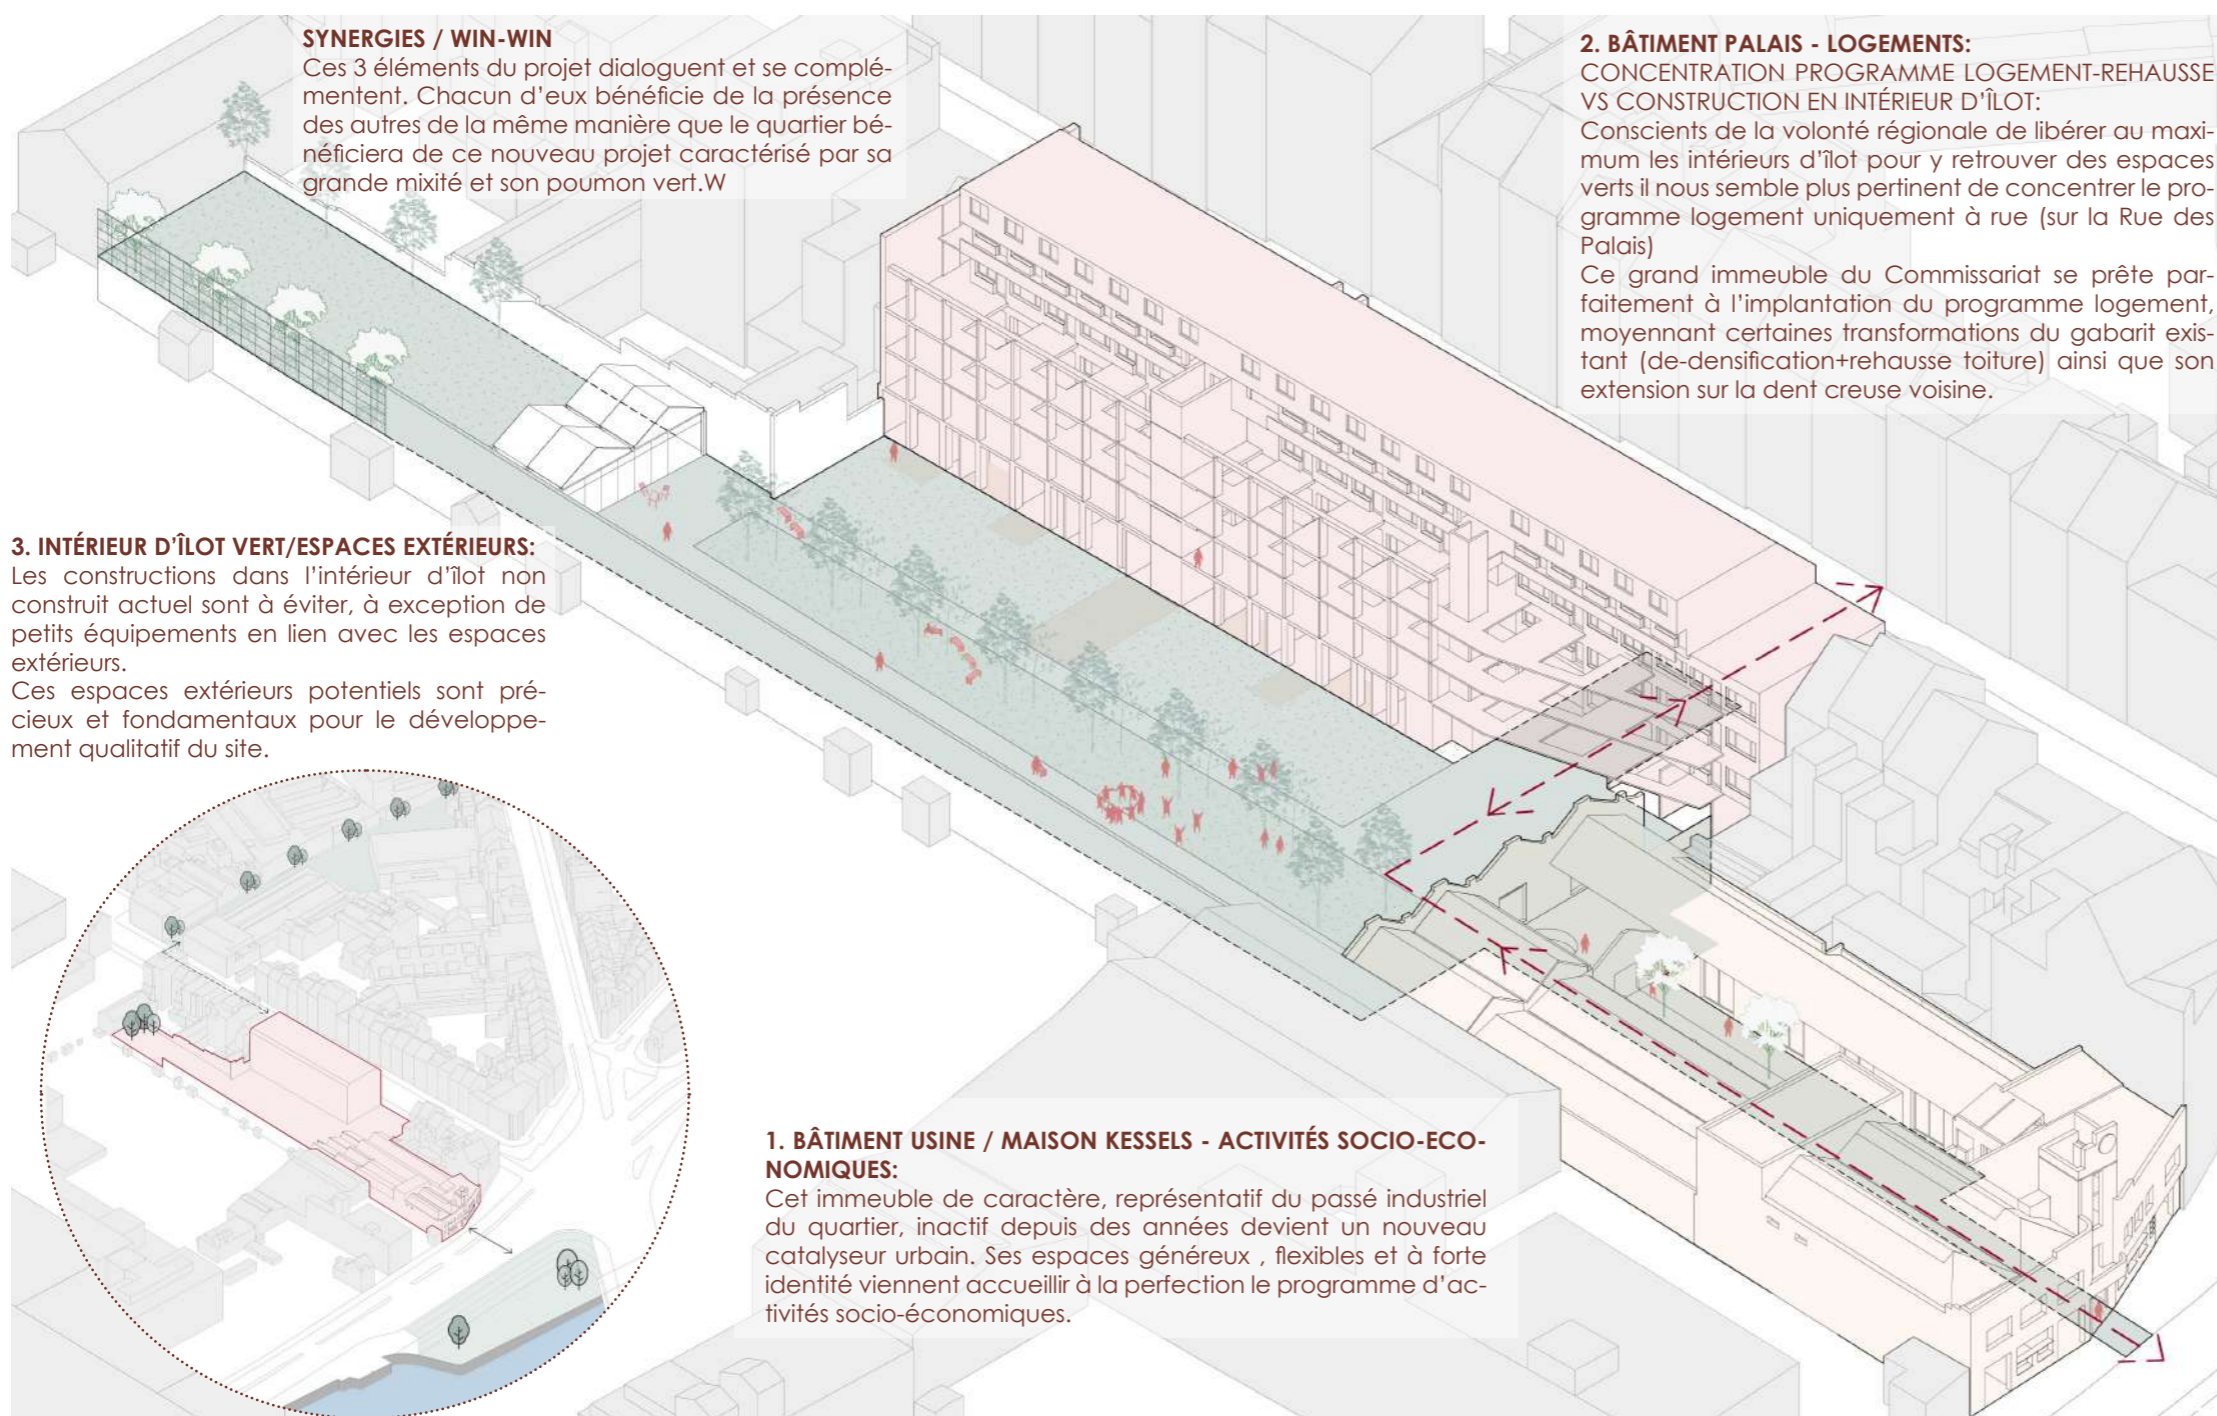 SYNERGIES / WIN-WIN
Ces 3 éléments du projet dialoguent et se complé-
mentent. Chacun d'eux bénéficie de la présence
des autres de la même manière que le quartier bé-
néficiera de ce nouveau projet caractérisé par sa
grande mixité et son poumon vert.W
2. BÂTIMENT PALAIS - LOGEMENTS:
CONCENTRATION PROGRAMME LOGEMENT-REHAUSSE
VS CONSTRUCTION EN INTÉRIEUR D'ÎLOT:
Conscients de la volonté régionale de libérer au maxi-
mum les intérieurs d'îlot pour y retrouver des espaces
verts il nous semble plus pertinent de concentrer le pro-
gramme logement uniquement à rue (sur la Rue des
Palais)
Ce grand immeuble du Commissariat se prête par-
faitement à l'implantation du programme logement,
moyennant certaines transformations du gabarit exis-
tant (de-densification+rehausse toiture) ainsi que son
extension sur la dent creuse voisine.
3. INTÉRIEUR D'ÎLOT VERT/ESPACES EXTÉRIEURS:
Les constructions dans l'intérieur d'îlot non
construit actuel sont à éviter, à exception de
petits équipements en lien avec les espaces
extérieurs.
Ces espaces extérieurs potentiels sont pré-
cieux et fondamentaux pour le développe-
ment qualitatif du site.
1. BÂTIMENT USINE / MAISON KESSELS - ACTIVITÉS SOCIO-ECO-
NOMIQUES:
Cet immeuble de caractère, représentatif du passé industriel
du quartier, inactif depuis des années devient un nouveau
catalyseur urbain. Ses espaces généreux , flexibles et à forte
identité viennent accueillir à la perfection le programme d'ac-
tivités socio-économiques.